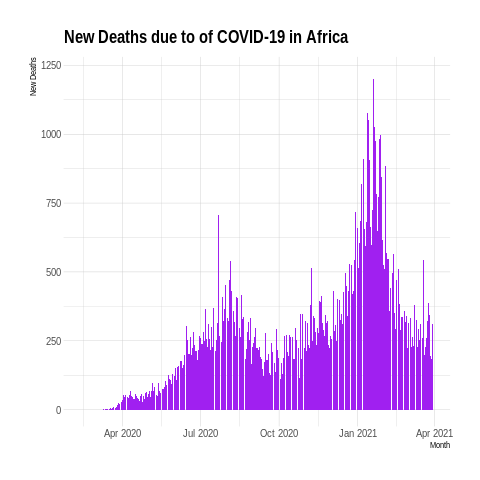 New Deaths due to of COVID-19 in Africa
New Deaths
1250
1000
750
500
250
0
Apr 2020
Jul 2020
Oct 2020
Jan 2021
Apr 2021
Month